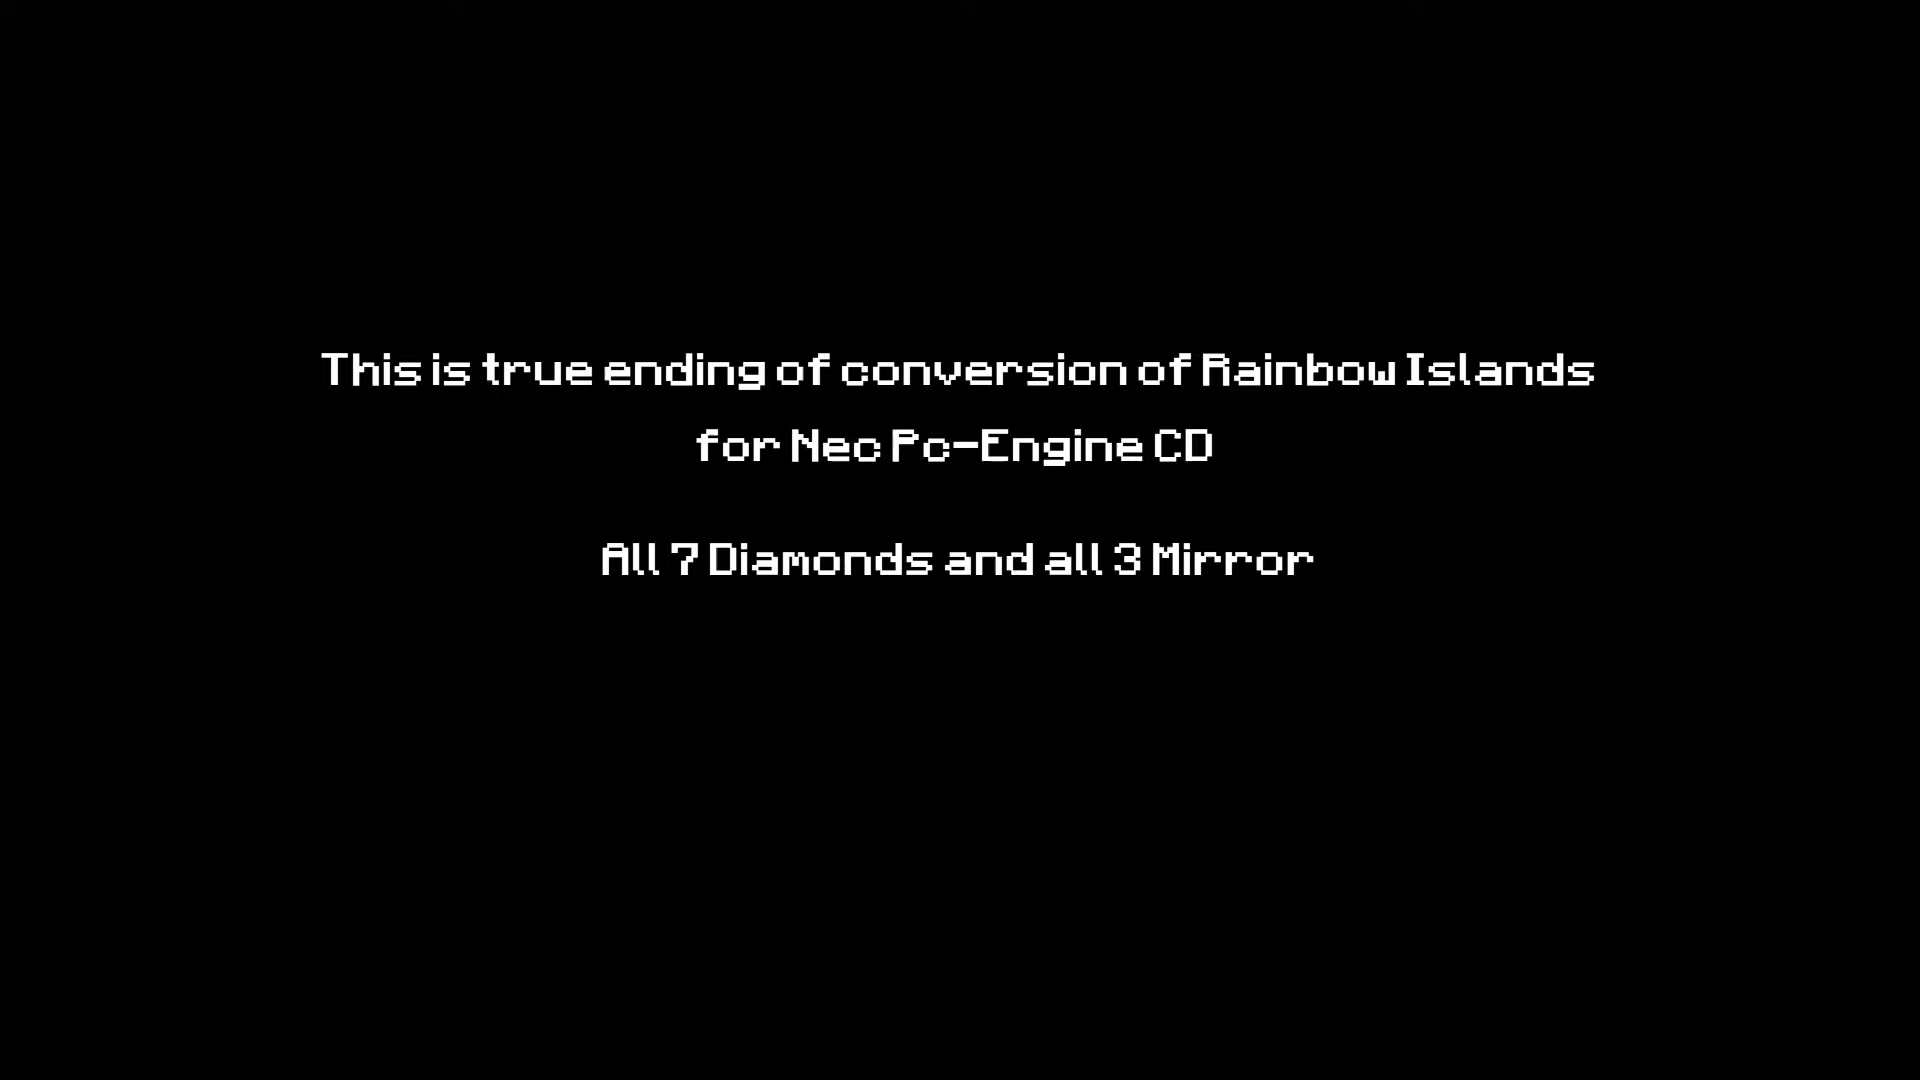 This is true ending of conversion of Rainbow Islands
for Nec Pc-Engine CD
All 7 Diamonds and all 3 Mirror